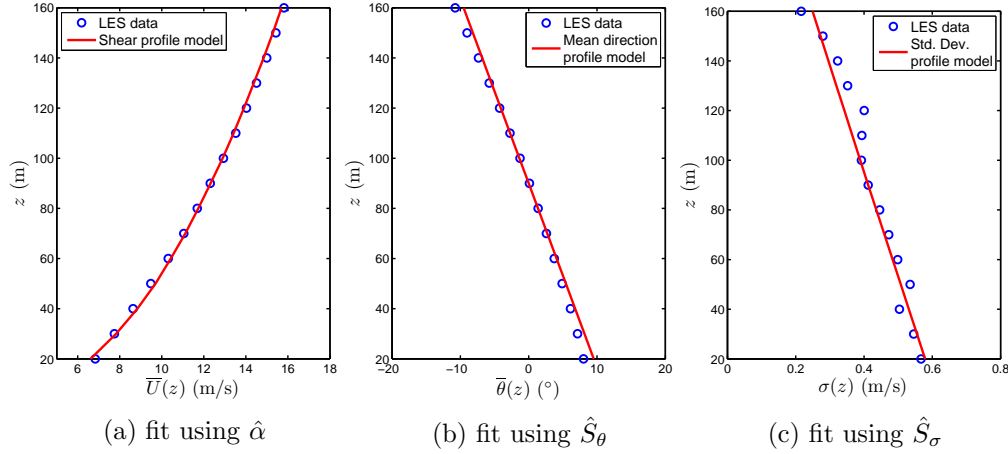 160
140
120
100
80
60
40
20
z (m)
6 8 10 12 14 16 18
U̅(z) (m/s)
LES data
Shear profile model
(a) fit using α̂
160
140
120
100
80
60
40
20
z (m)
−20 −10 0 10 20
θ̅(z) (°)
LES data
Mean direction
profile model
(b) fit using Ŝ_θ
160
140
120
100
80
60
40
20
z (m)
0 0.2 0.4 0.6 0.8
σ(z) (m/s)
LES data
Std. Dev.
profile model
(c) fit using Ŝ_σ